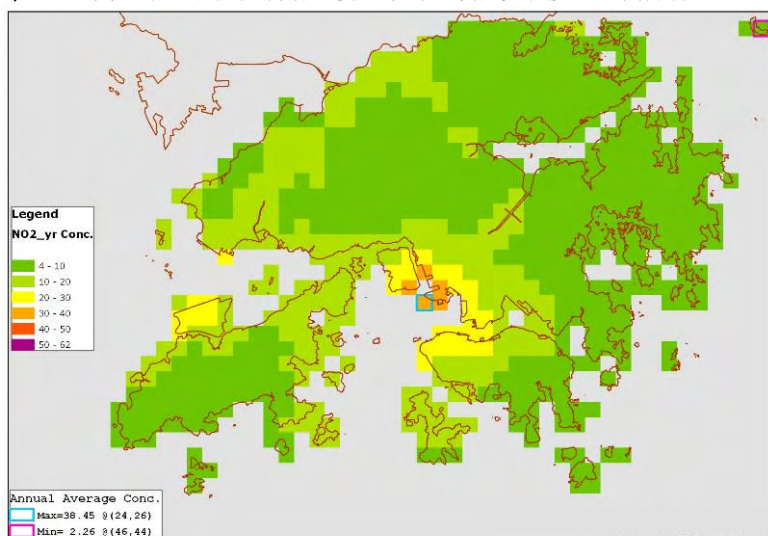 Legend
NO2_yr Conc.
4 - 10
10 - 20
20 - 30
30 - 40
40 - 50
50 - 62
Annual Average Conc.
Max=38.45 @(24,26)
Min= 2.26 @(46,44)